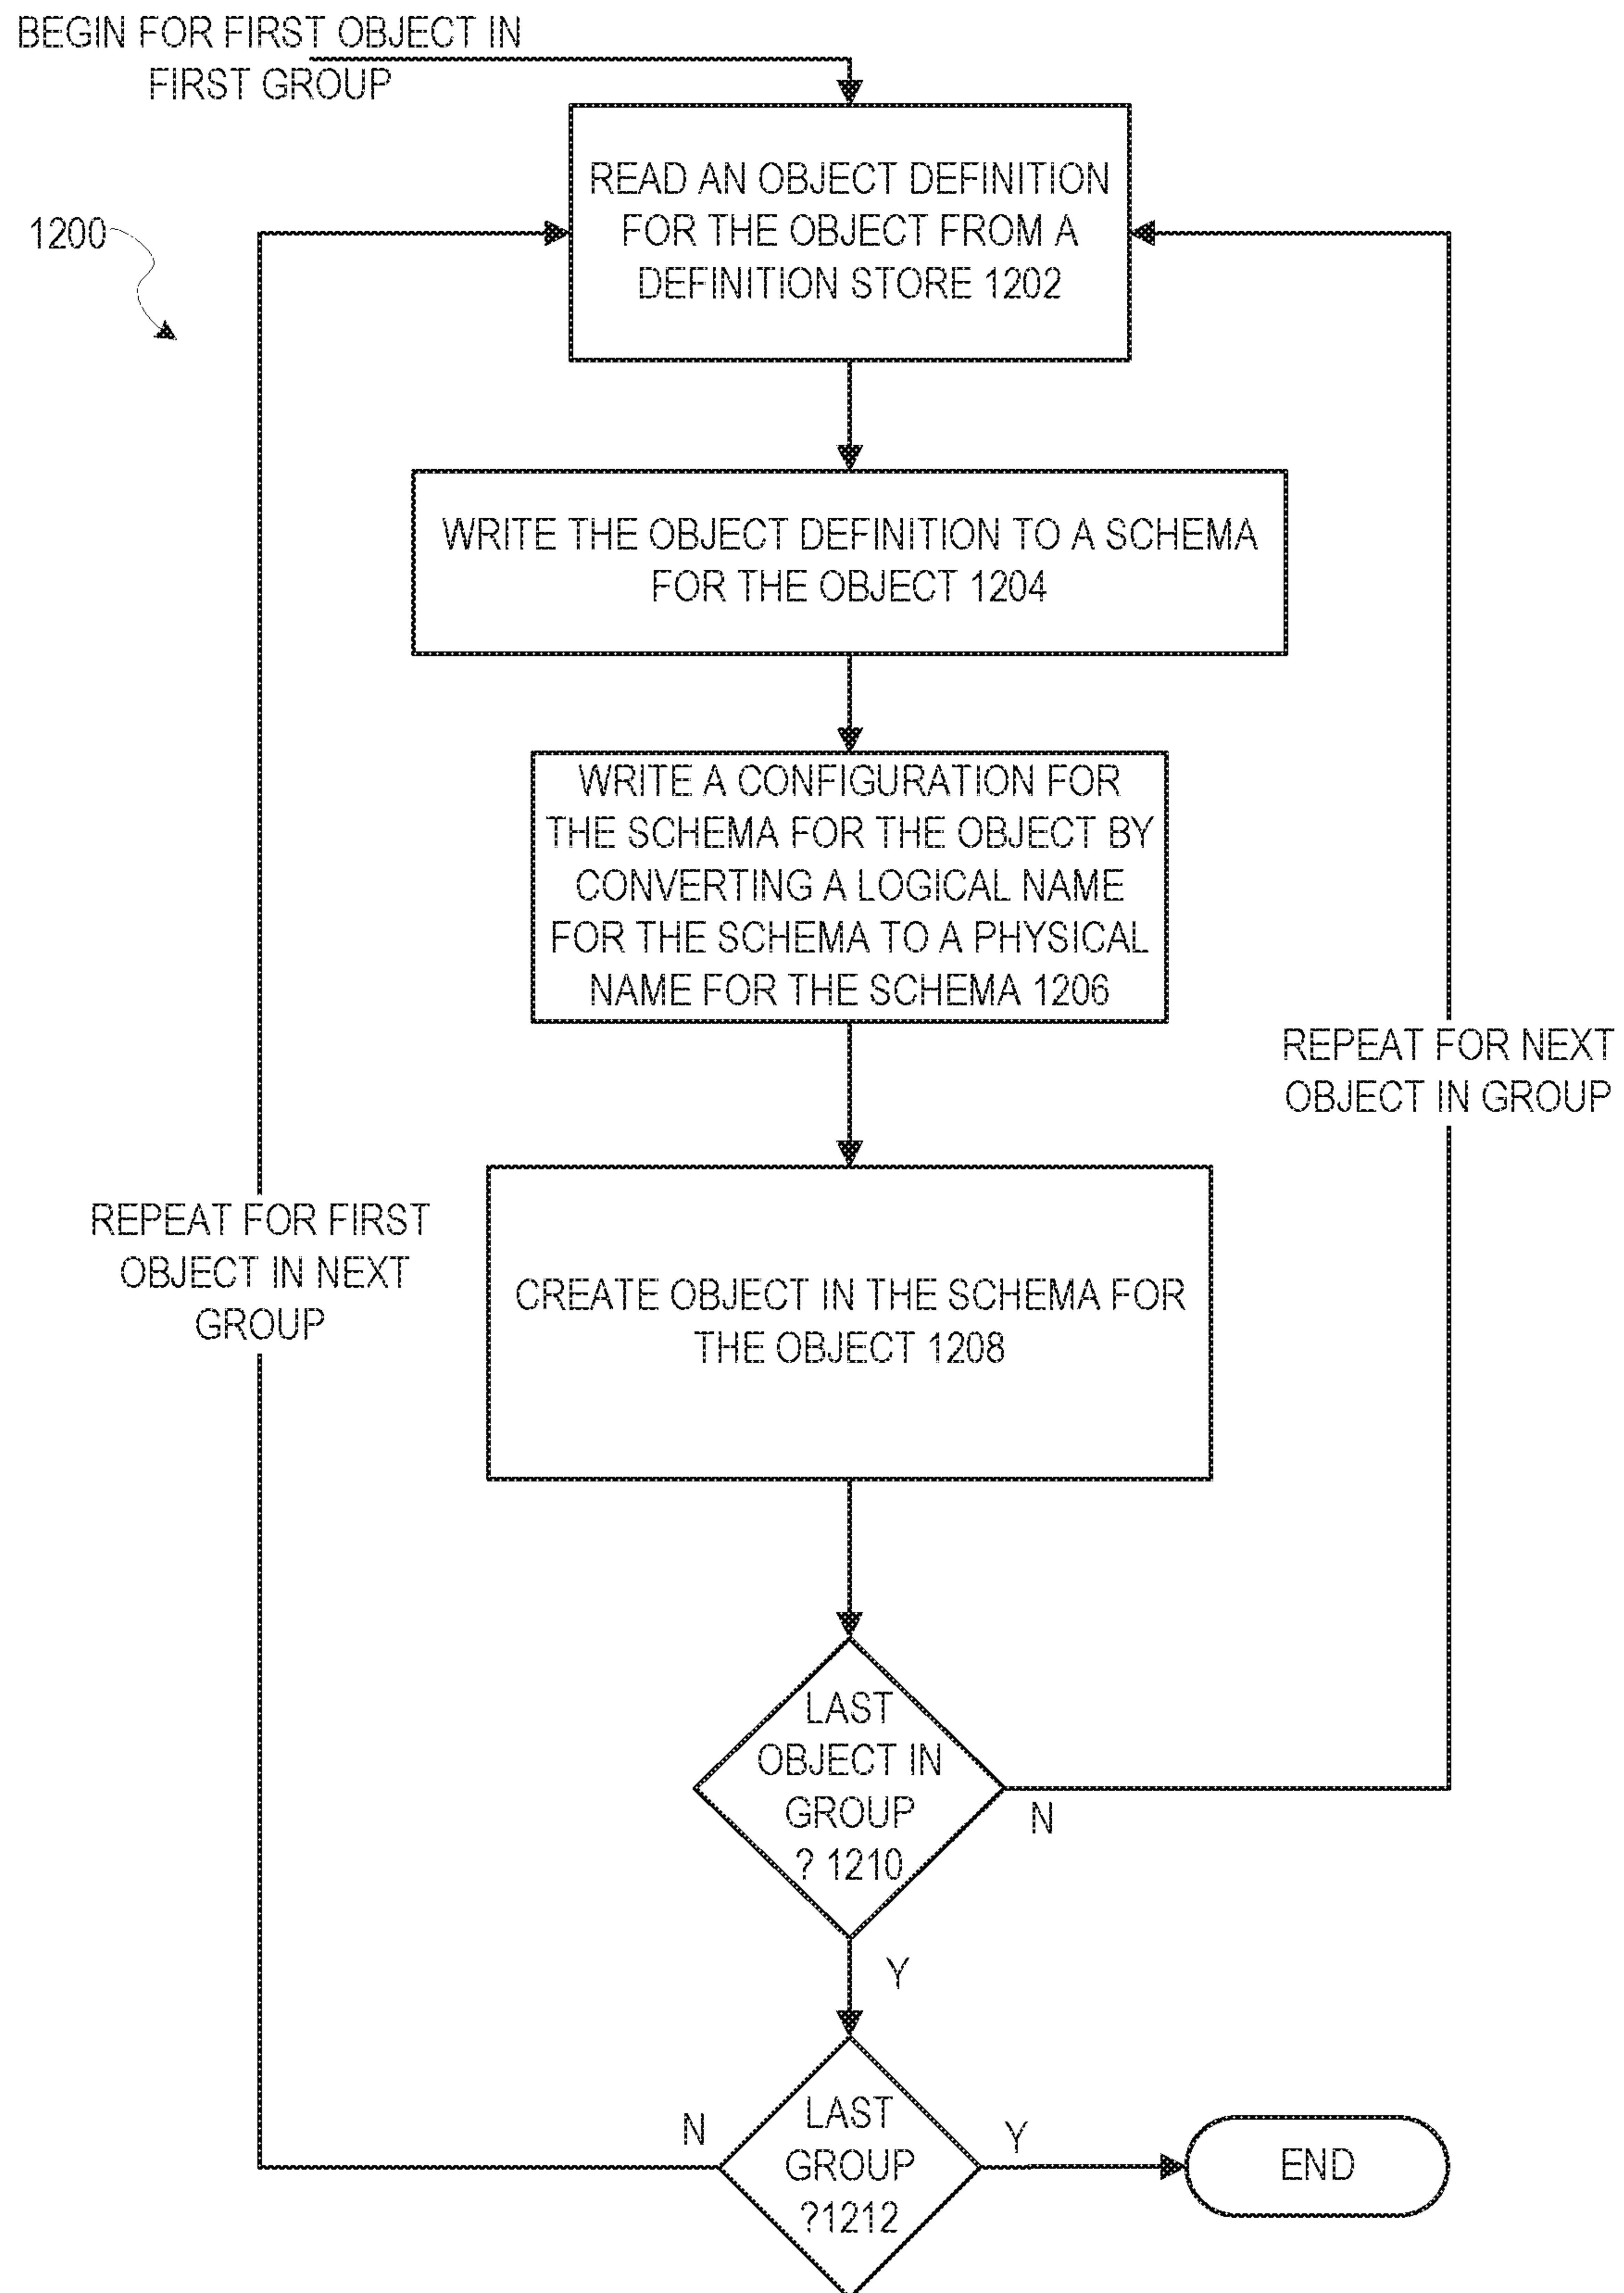 BEGIN FOR FIRST OBJECT IN
FIRST GROUP
1200
READ AN OBJECT DEFINITION
FOR THE OBJECT FROM A
DEFINITION STORE 1202
WRITE THE OBJECT DEFINITION TO A SCHEMA
FOR THE OBJECT 1204
WRITE A CONFIGURATION FOR
THE SCHEMA FOR THE OBJECT BY
CONVERTING A LOGICAL NAME
FOR THE SCHEMA TO A PHYSICAL
NAME FOR THE SCHEMA 1206
REPEAT FOR NEXT
OBJECT IN GROUP
REPEAT FOR FIRST
OBJECT IN NEXT
GROUP
CREATE OBJECT IN THE SCHEMA FOR
THE OBJECT 1208
LAST
OBJECT IN
GROUP
? 1210
N
Y
LAST
GROUP
?1212
N
Y
END